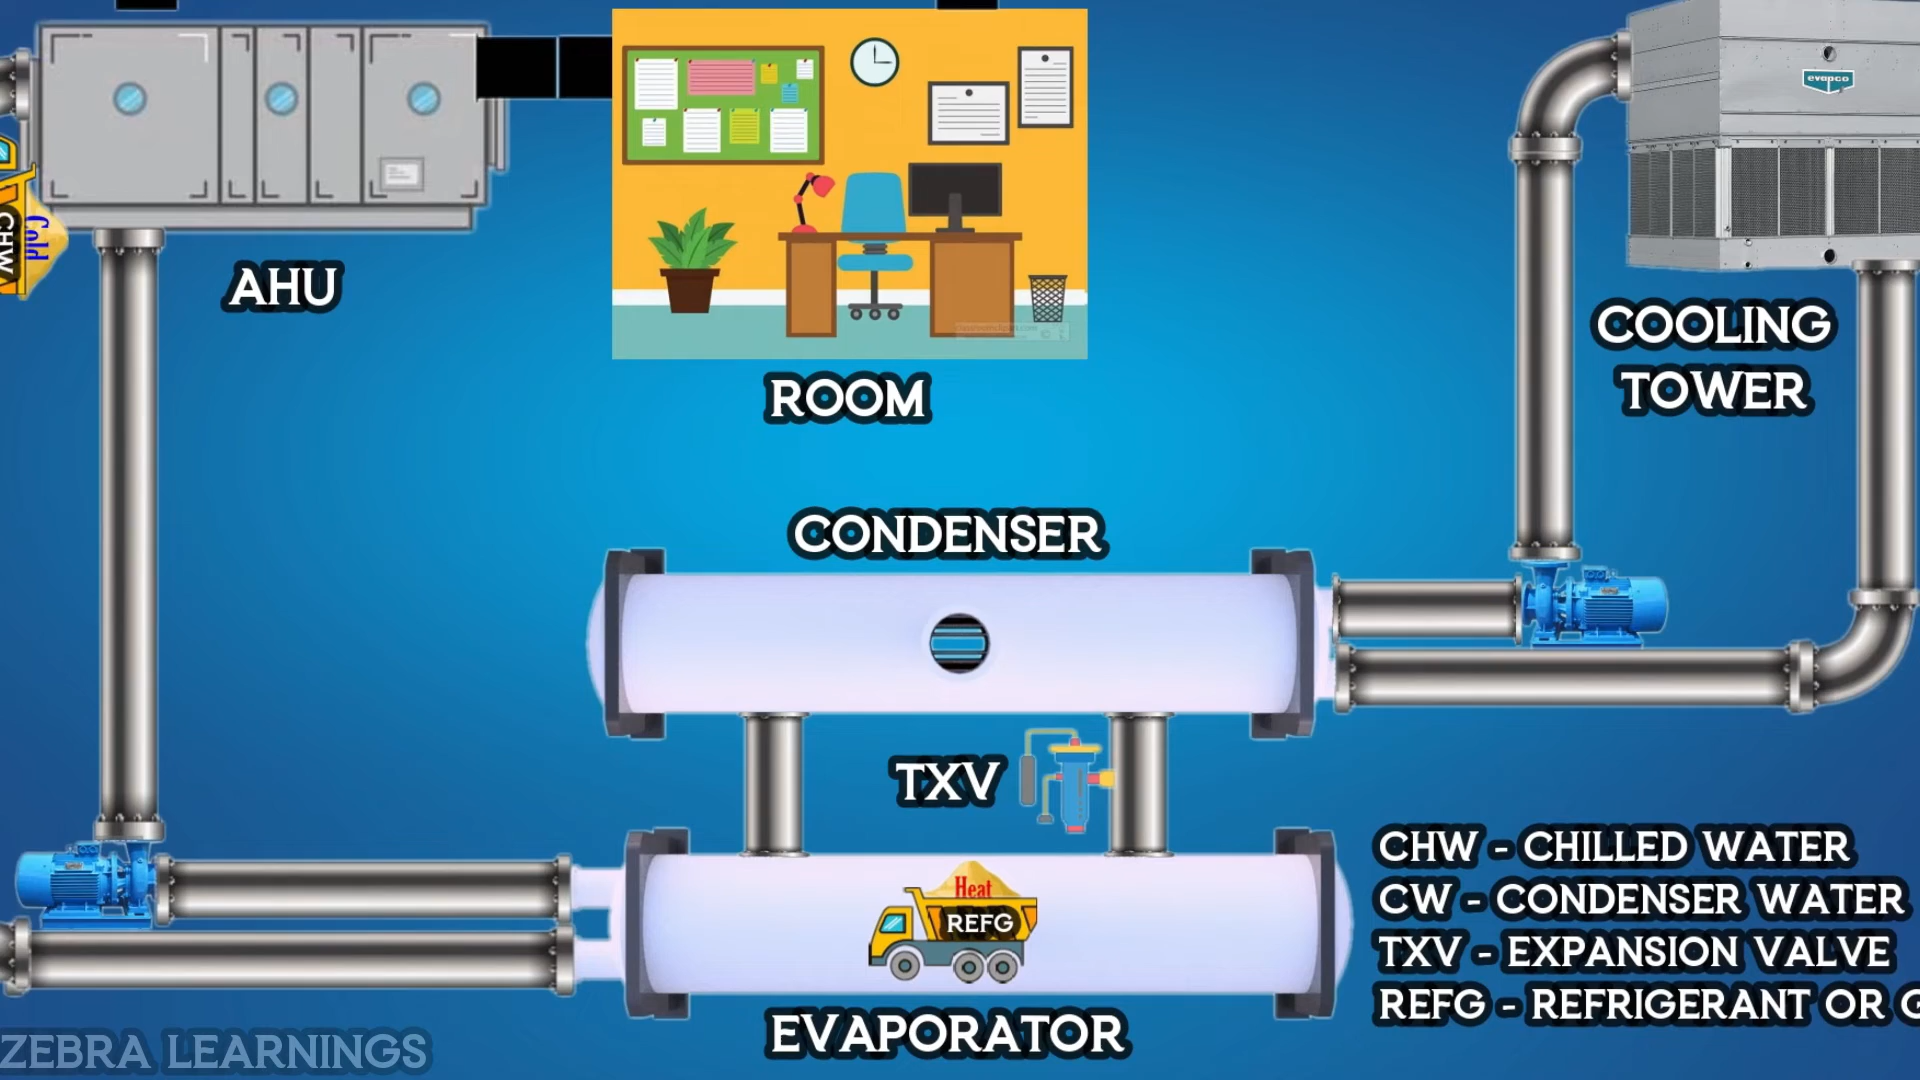 evapco
Cold
CHW
AHU
ROOM
COOLING
TOWER
CONDENSER
TXV
Heat
REFG
EVAPORATOR
CHW - CHILLED WATER
CW - CONDENSER WATER
TXV - EXPANSION VALVE
REFG - REFRIGERANT OR G
ZEBRA LEARNINGS